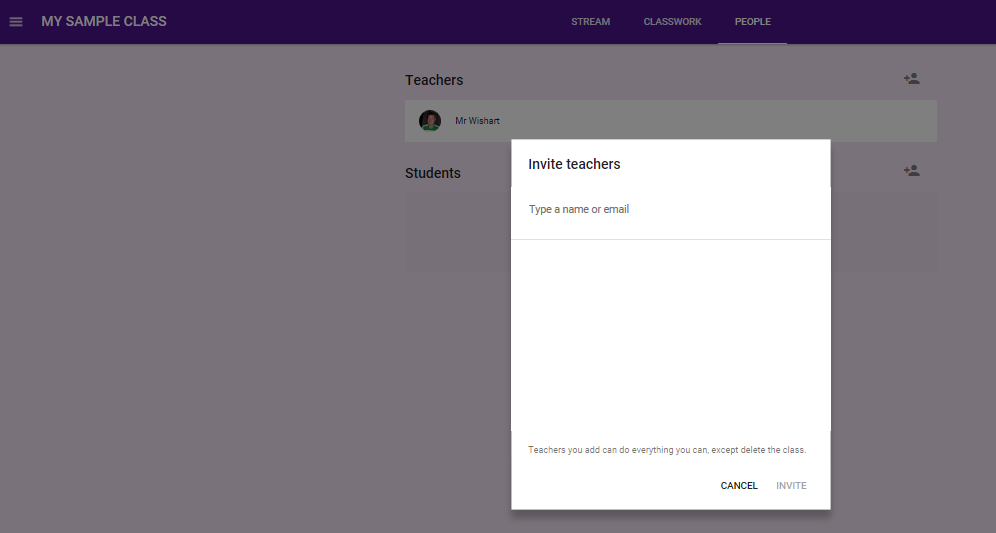 MY SAMPLE CLASS
STREAM
CLASSWORK
PEOPLE
Teachers
Mr Wishart
Students
Invite teachers
Type a name or email
Teachers you add can do everything you can, except delete the class.
CANCEL
INVITE